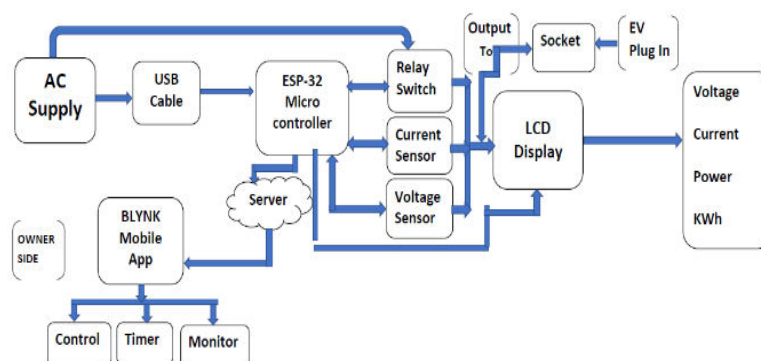 AC
Supply
USB
Cable
ESP-32
Micro
controller
Relay
Switch
Current
Sensor
Voltage
Sensor
Output
To
Socket
EV
Plug In
LCD
Display
Voltage
Current
Power
KWh
Server
OWNER
SIDE
BLYNK
Mobile
App
Control
Timer
Monitor